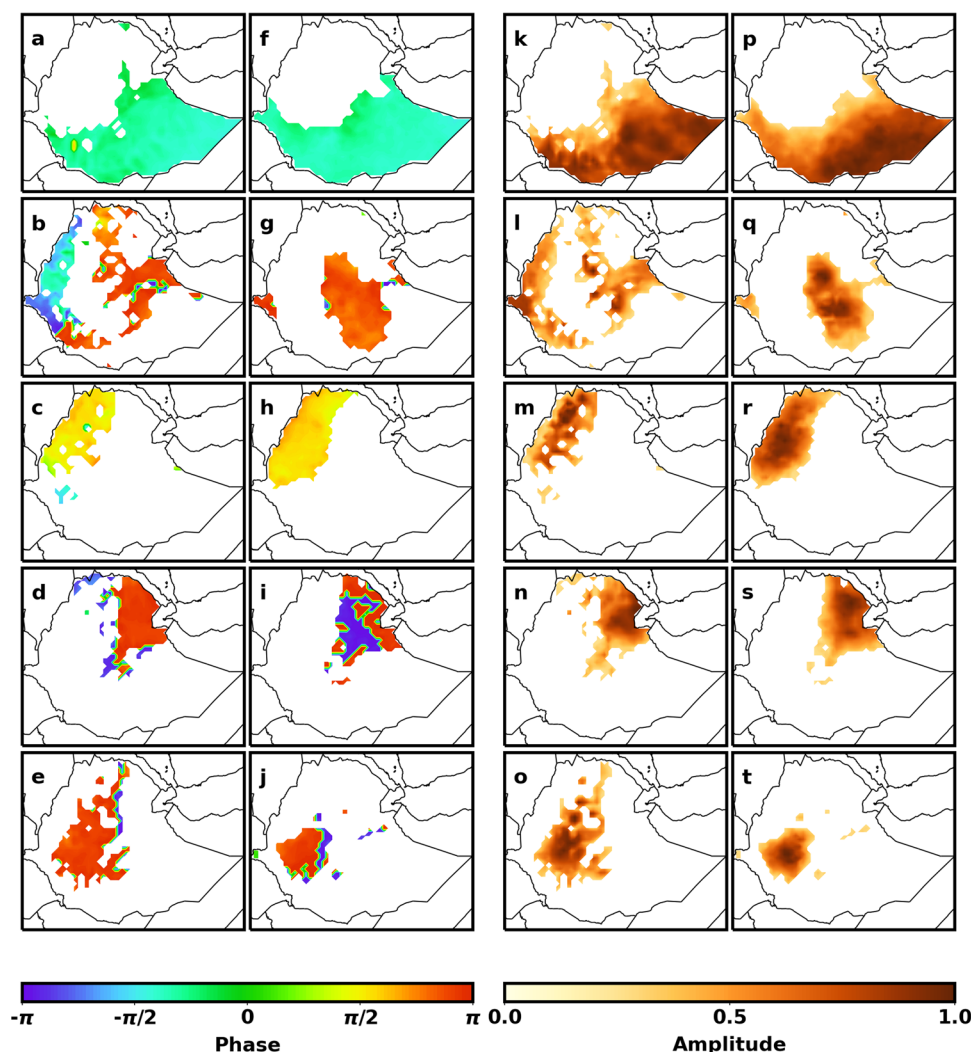 a f k p
b g l q
c h m r
d i n s
e j o t
-π -π/2 0 π/2 π 0.0 0.5 1.0
Phase Amplitude